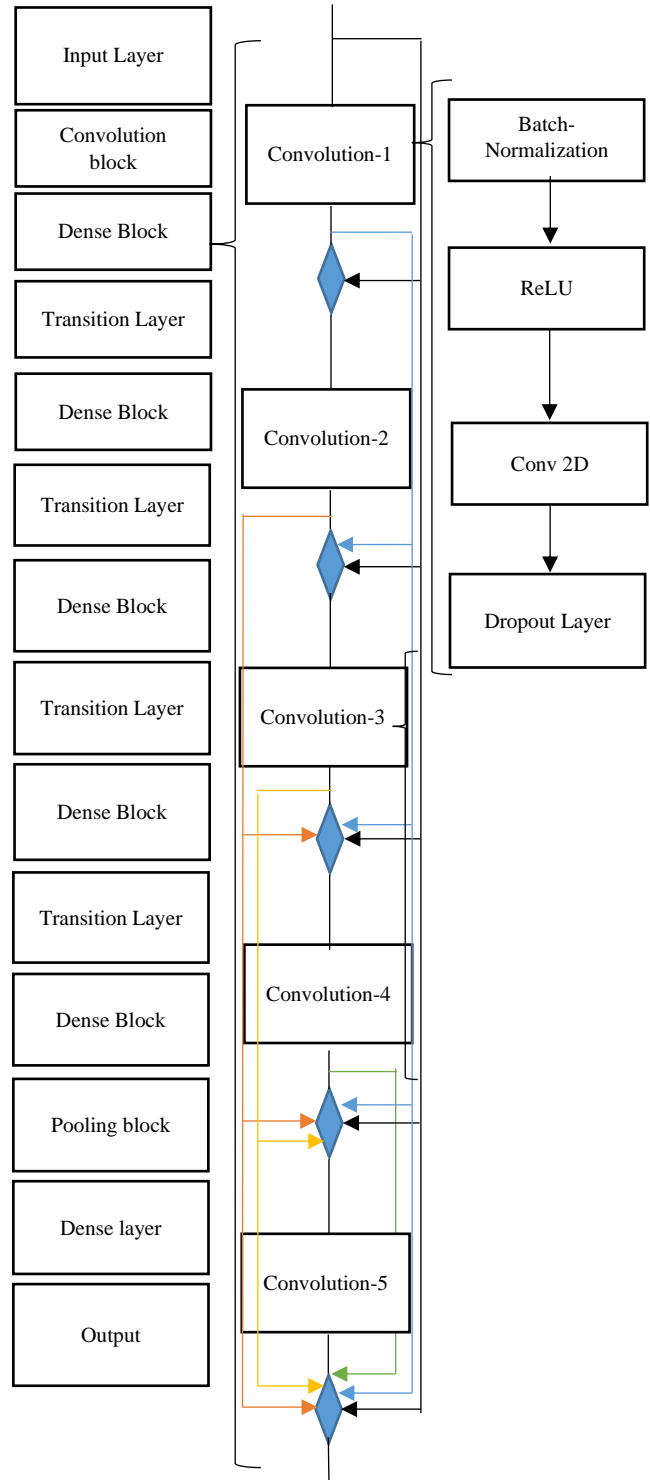 Input Layer
Convolution
block
Dense Block
Transition Layer
Dense Block
Transition Layer
Dense Block
Transition Layer
Dense Block
Transition Layer
Dense Block
Pooling block
Dense layer
Output
Convolution-1
Convolution-2
Convolution-3
Convolution-4
Convolution-5
Batch-
Normalization
ReLU
Conv 2D
Dropout Layer